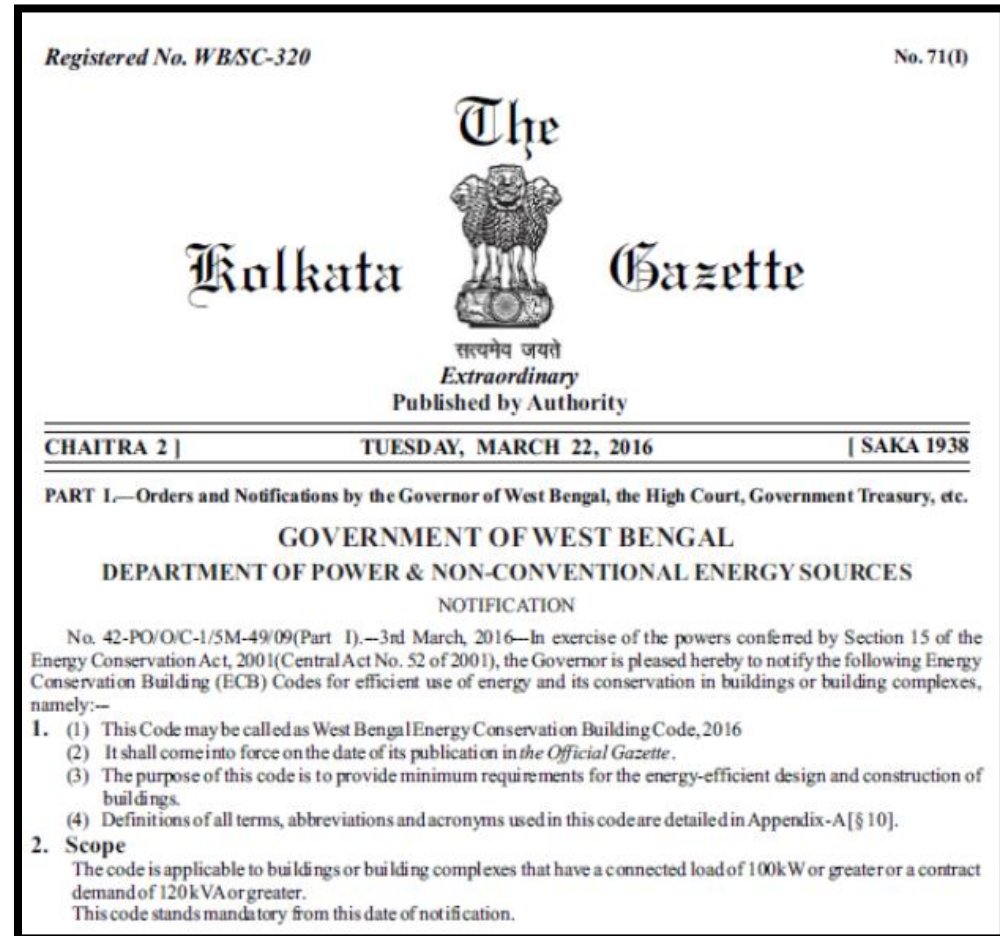 Registered No. WB/SC-320
No. 71(I)
The
Kolkata
Gazette
सत्यमेव जयते
Extraordinary
Published by Authority
CHAITRA 2 ]
TUESDAY, MARCH 22, 2016
[ SAKA 1938
PART I.—Orders and Notifications by the Governor of West Bengal, the High Court, Government Treasury, etc.
GOVERNMENT OF WEST BENGAL
DEPARTMENT OF POWER & NON-CONVENTIONAL ENERGY SOURCES
NOTIFICATION
No. 42-PO/O/C-1/5M-49/09(Part I).—3rd March, 2016—In exercise of the powers conferred by Section 15 of the
Energy Conservation Act, 2001(Central Act No. 52 of 2001), the Governor is pleased hereby to notify the following Energy
Conservation Building (ECB) Codes for efficient use of energy and its conservation in buildings or building complexes,
namely:--
1. (1) This Code may be called as West Bengal Energy Conservation Building Code, 2016
(2) It shall come into force on the date of its publication in the Official Gazette.
(3) The purpose of this code is to provide minimum requirements for the energy-efficient design and construction of
buildings.
(4) Definitions of all terms, abbreviations and acronyms used in this code are detailed in Appendix-A [§ 10].
2. Scope
The code is applicable to buildings or building complexes that have a connected load of 100kW or greater or a contract
demand of 120 kVA or greater.
This code stands mandatory from this date of notification.